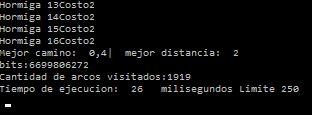 Hormiga 13Costo2
Hormiga 14Costo2
Hormiga 15Costo2
Hormiga 16Costo2
Mejor camino:  0,4|  mejor distancia:  2
bits:6699806272
Cantidad de arcos visitados:1919
Tiempo de ejecucion:  26   milisegundos Limite 250